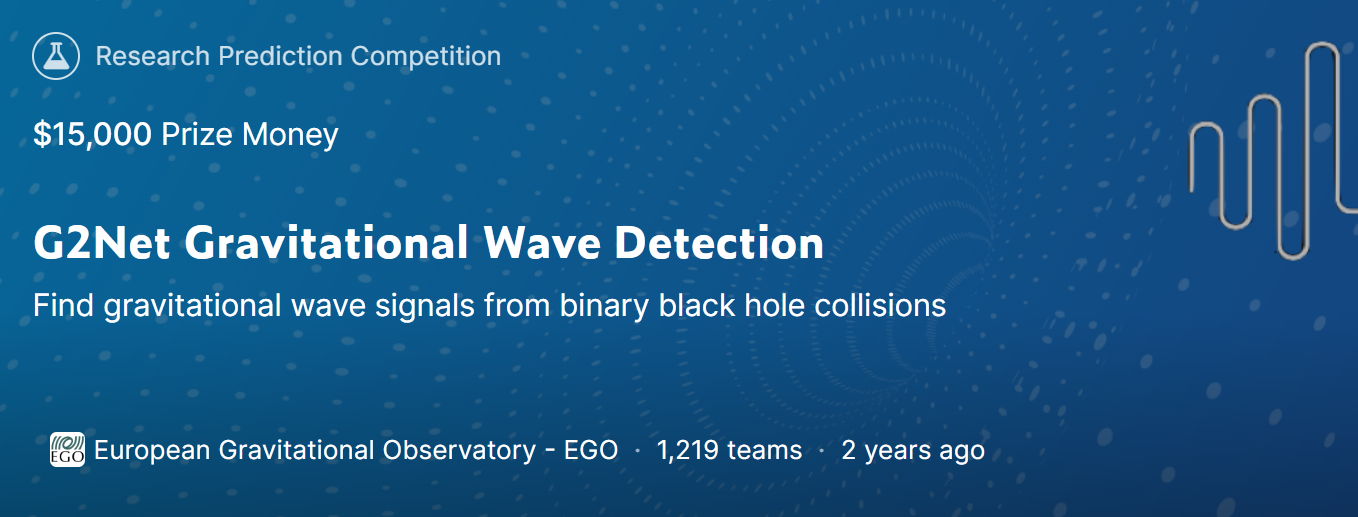 Research Prediction Competition
$15,000 Prize Money
G2Net Gravitational Wave Detection
Find gravitational wave signals from binary black hole collisions
EGO European Gravitational Observatory - EGO · 1,219 teams · 2 years ago